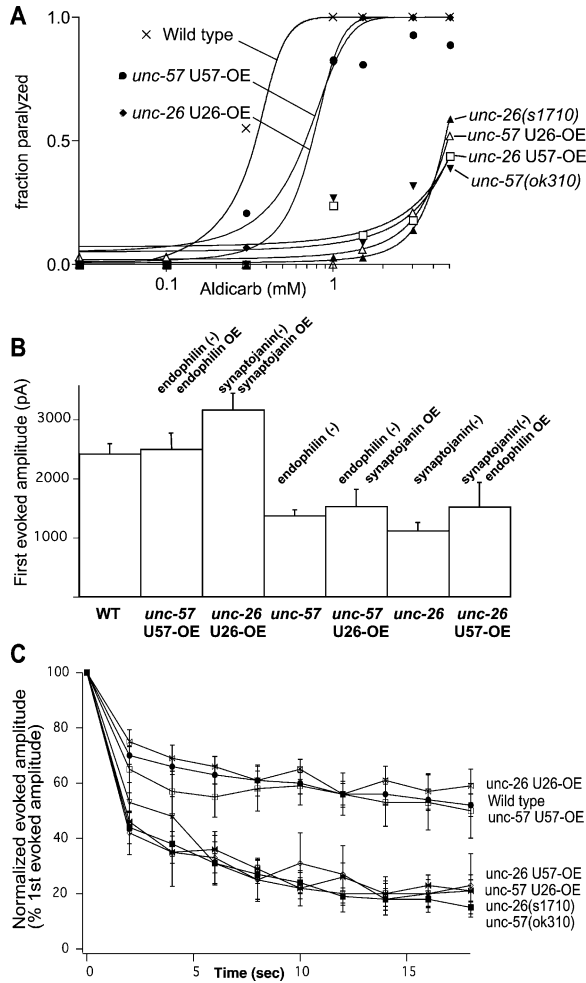 A
fraction paralyzed
1.0
0.5
0.0
Wild type
unc-57 U57-OE
unc-26 U26-OE
unc-26(s1710)
unc-57 U26-OE
unc-26 U57-OE
unc-57(ok310)
0.1
1
Aldicarb (mM)
B
First evoked amplitude (pA)
3000
2000
1000
endophilin (-)
endophilin OE
synaptojanin(-)
synaptojanin OE
endophilin (-)
endophilin (-)
synaptojanin OE
synaptojanin(-)
synaptojanin(-)
endophilin OE
WT
unc-57
U57-OE
unc-26
U26-OE
unc-57
unc-57
U26-OE
unc-26
unc-26
U57-OE
C
Normalized evoked amplitude
(% 1st evoked amplitude)
100
80
60
40
20
0
unc-26 U26-OE
Wild type
unc-57 U57-OE
unc-26 U57-OE
unc-57 U26-OE
unc-26(s1710)
unc-57(ok310)
0
5
10
15
Time (sec)